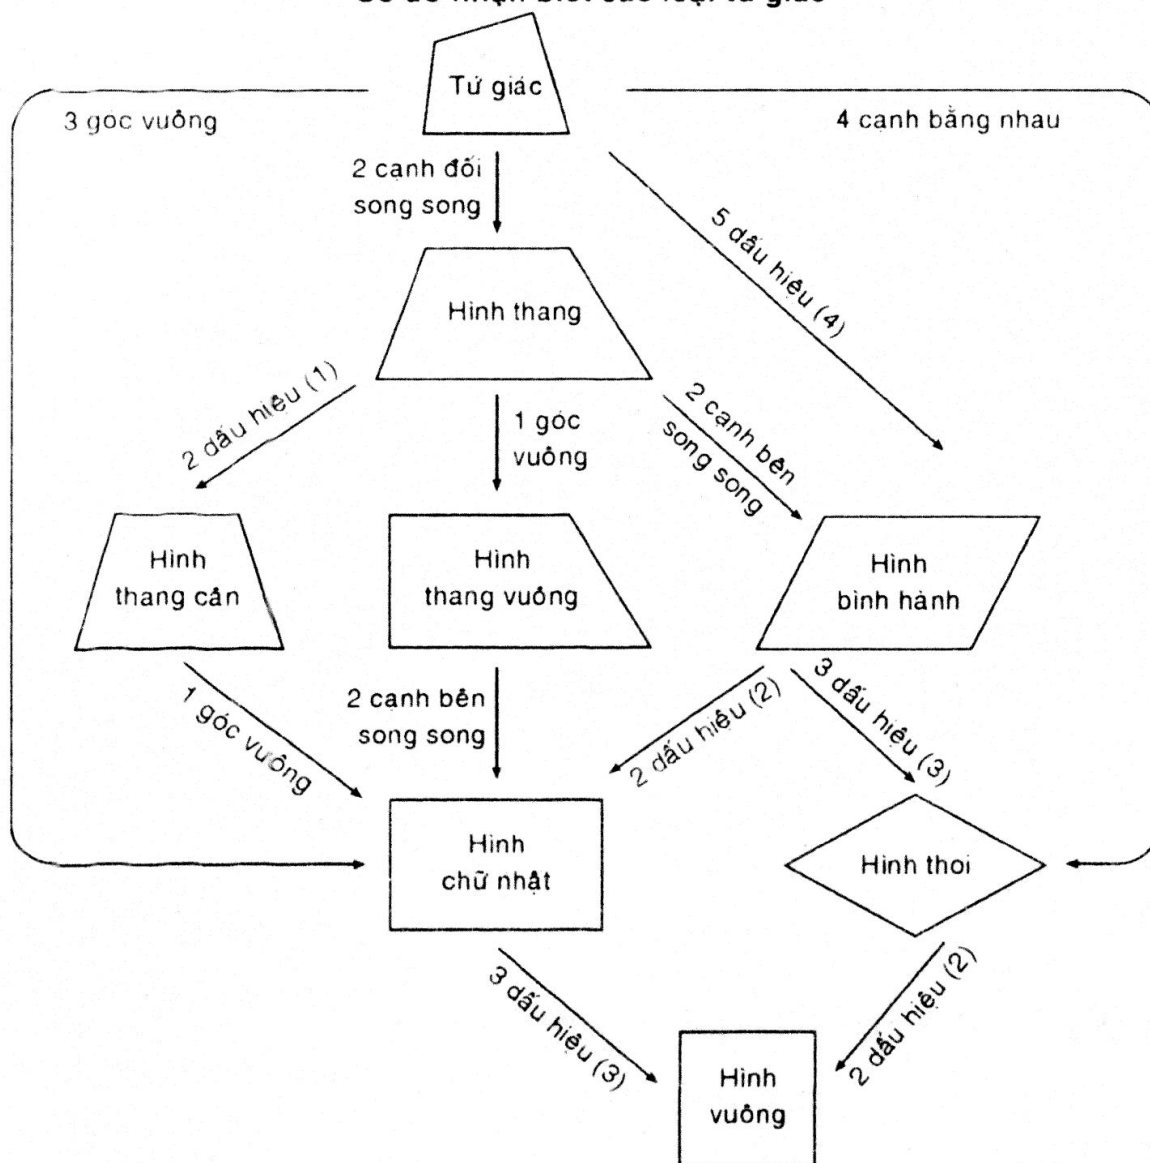 Tứ giác
3 góc vuông
4 cạnh bằng nhau
2 cạnh đối
song song
5 dấu hiệu (4)
Hình thang
2 dấu hiệu (1)
1 góc
vuông
2 cạnh bên
song song
Hình
thang cân
Hình
thang vuông
Hình
bình hành
1 góc vuông
2 cạnh bên
song song
2 dấu hiệu (2)
3 dấu hiệu (3)
Hình
chữ nhật
Hình thoi
3 dấu hiệu (3)
2 dấu hiệu (2)
Hình
vuông